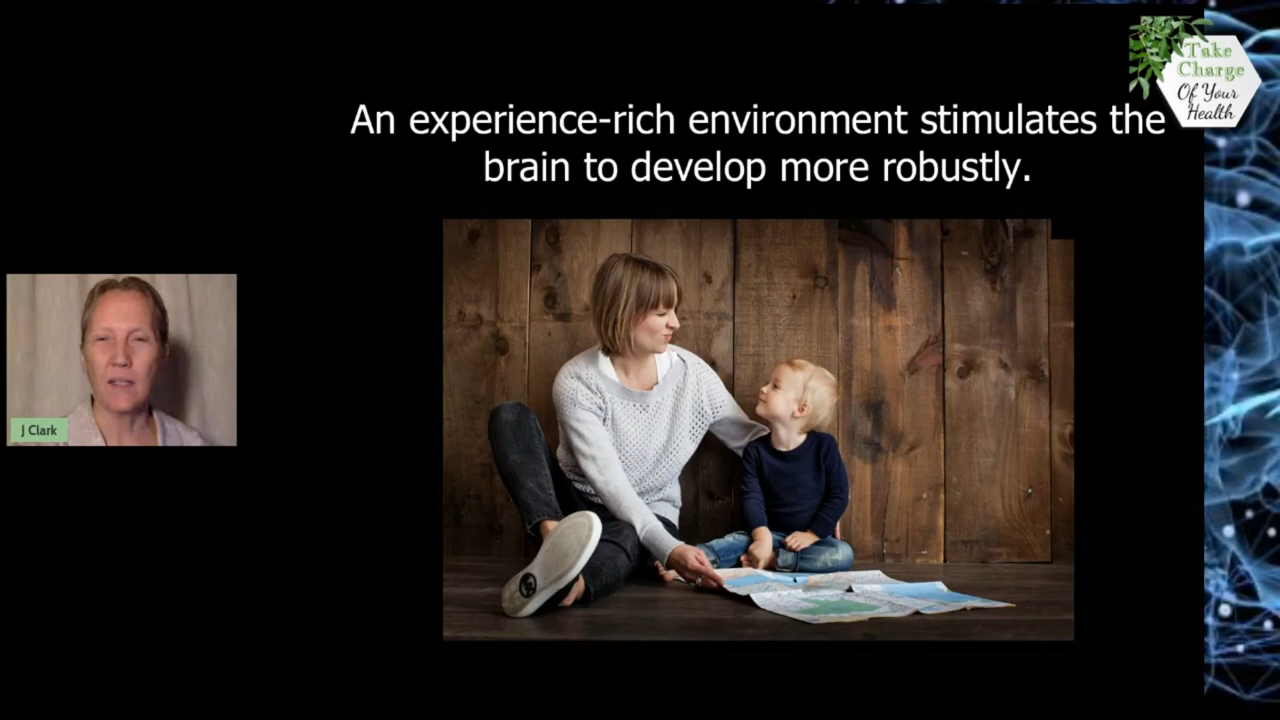 Take
Charge
Of Your
Health
An experience-rich environment stimulates the
brain to develop more robustly.
J Clark